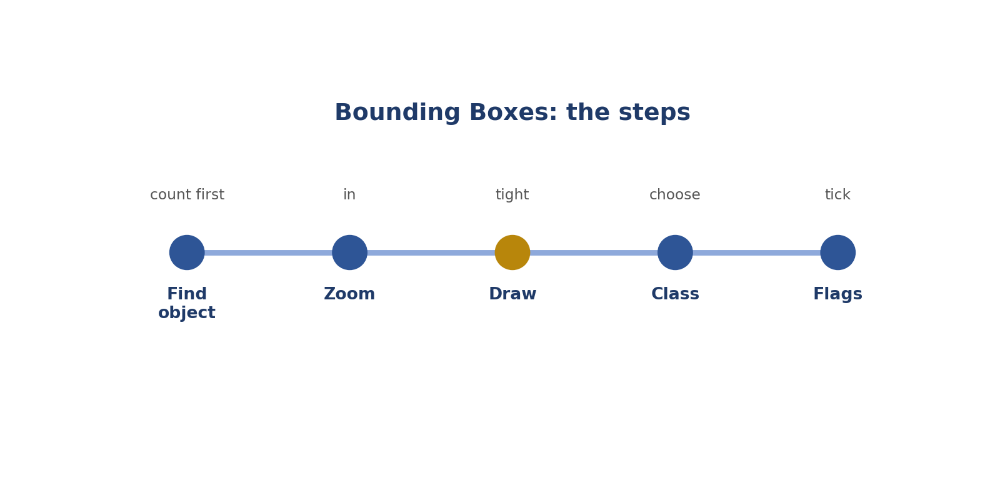 Bounding Boxes: the steps
count first
in
tight
choose
tick
Find
object
Zoom
Draw
Class
Flags